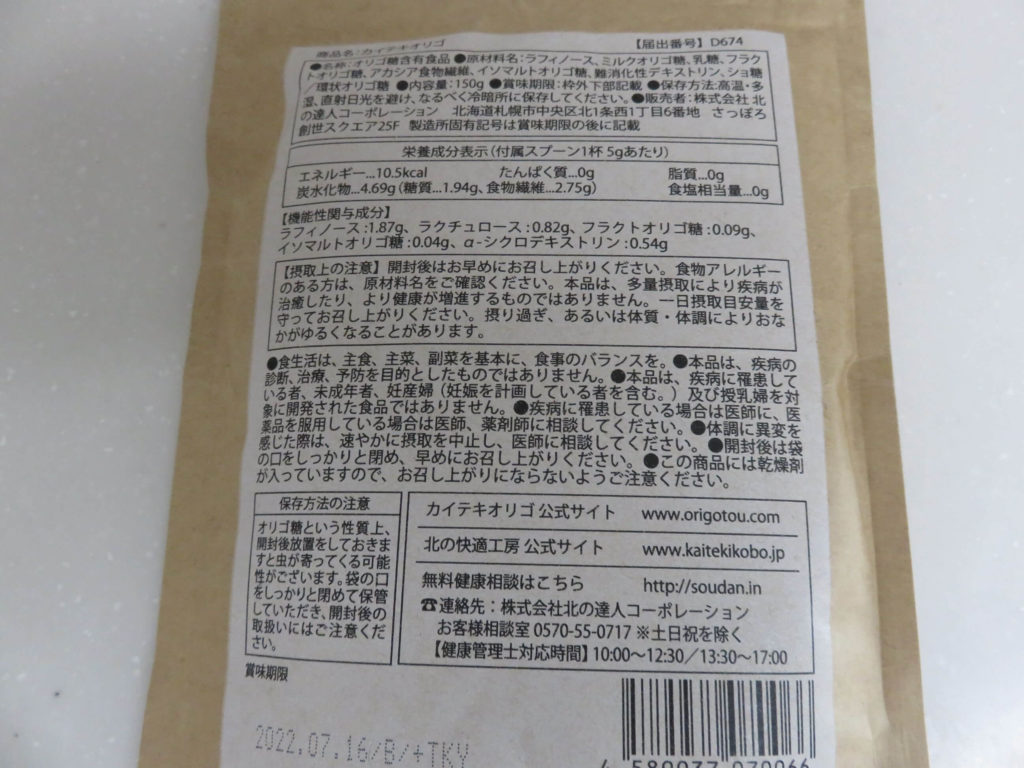 商品名：カイテキオリゴ 【届出番号】D674
●名称：オリゴ糖含有食品 ●原材料名：ラフィノース、ミルクオリゴ糖、乳糖、フラク
トオリゴ糖、アカシア食物繊維、イソマルトオリゴ糖、難消化性デキストリン、ショ糖
／環状オリゴ糖 ●内容量：150g ●賞味期限：枠外下部記載 ●保存方法:高温・多
湿、直射日光を避け、なるべく冷暗所に保存してください。●販売者：株式会社 北
の達人コーポレーション 北海道札幌市中央区北1条西1丁目6番地 さっぽろ
創世スクエア25F 製造所固有記号は賞味期限の後に記載
栄養成分表示（付属スプーン1杯 5gあたり）
エネルギー…10.5kcal たんぱく質…0g 脂質…0g
炭水化物…4.69g（糖質…1.94g、食物繊維…2.75g） 食塩相当量…0g
【機能性関与成分】
ラフィノース :1.87g、ラクチュロース : 0.82g、フラクトオリゴ糖 : 0.09g、
イソマルトオリゴ糖 : 0.04g、α-シクロデキストリン : 0.54g
【摂取上の注意】開封後はお早めにお召し上がりください。食物アレルギー
のある方は、原材料名をご確認ください。本品は、多量摂取により疾病が
治癒したり、より健康が増進するものではありません。一日摂取目安量を
守ってお召し上がりください。摂り過ぎ、あるいは体質・体調によりおな
かがゆるくなることがあります。
●食生活は、主食、主菜、副菜を基本に、食事のバランスを。●本品は、疾病の
診断、治療、予防を目的としたものではありません。●本品は、疾病に罹患して
いる者、未成年者、妊産婦（妊娠を計画している者を含む。）及び授乳婦を対
象に開発された食品ではありません。●疾病に罹患している場合は医師に、医
薬品を服用している場合は医師、薬剤師に相談してください。●体調に異変を
感じた際は、速やかに摂取を中止し、医師に相談してください。●開封後は袋
の口をしっかりと閉め、早めにお召し上がりください。●この商品には乾燥剤
が入っていますので、お召し上がりにならないようご注意ください。
保存方法の注意
オリゴ糖という性質上、
開封後放置をしておきま
すと虫が寄ってくる可能
性がございます。袋の口
をしっかりと閉めて保管
していただき、開封後の
取扱いにはご注意くだ
さい。
カイテキオリゴ 公式サイト www.origotou.com
北の快適工房 公式サイト www.kaitekikobo.jp
無料健康相談はこちら http://soudan.in
☎連絡先：株式会社北の達人コーポレーション
お客様相談室 0570-55-0717 ※土日祝を除く
【健康管理士対応時間】10:00～12:30／13:30～17:00
賞味期限
2022.07.16/B/+TKY